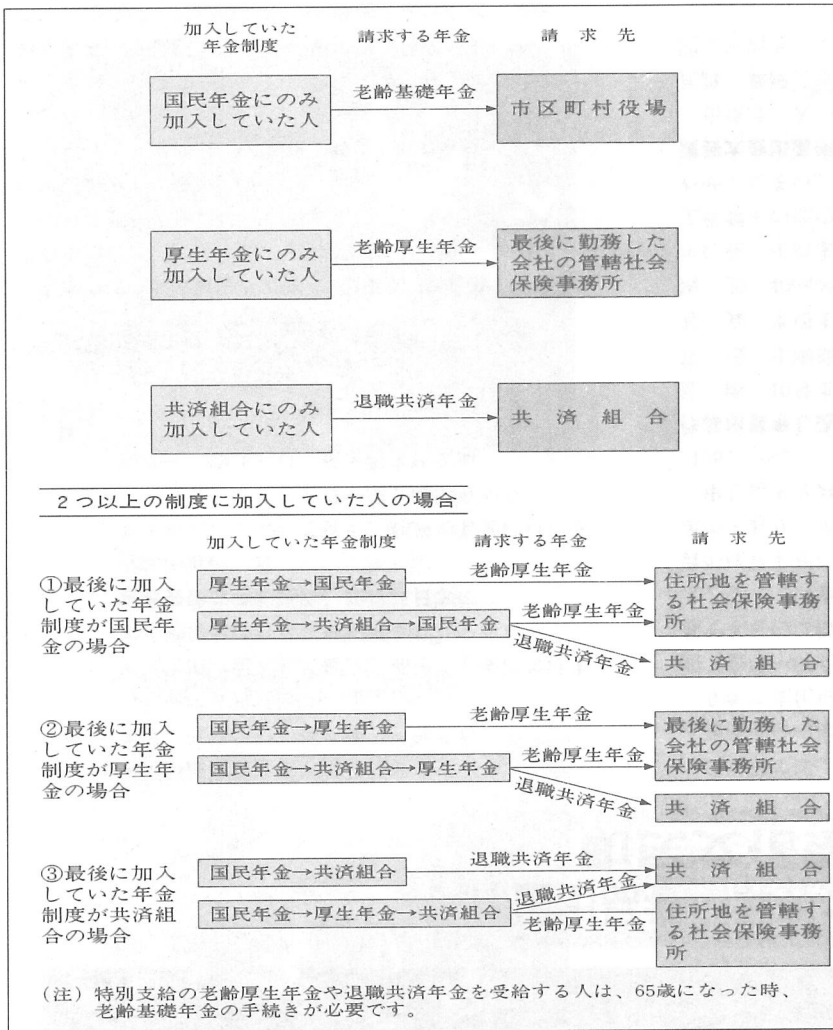 加入していた
年金制度
請求する年金
請　求　先
国民年金にのみ
加入していた人
老齢基礎年金
市区町村役場
厚生年金にのみ
加入していた人
老齢厚生年金
最後に勤務した
会社の管轄社会
保険事務所
共済組合にのみ
加入していた人
退職共済年金
共　済　組　合
２つ以上の制度に加入していた人の場合
加入していた年金制度
請求する年金
請　求　先
①最後に加入
していた年金
制度が国民年
金の場合
厚生年金→国民年金
老齢厚生年金
住所地を管轄す
る社会保険事務
所
厚生年金→共済組合→国民年金
老齢厚生年金
退職共済年金
共　済　組　合
②最後に加入
していた年金
制度が厚生年
金の場合
国民年金→厚生年金
老齢厚生年金
最後に勤務した
会社の管轄社会
保険事務所
国民年金→共済組合→厚生年金
老齢厚生年金
退職共済年金
共　済　組　合
③最後に加入
していた年金
制度が共済組
合の場合
国民年金→共済組合
退職共済年金
共　済　組　合
国民年金→厚生年金→共済組合
退職共済年金
老齢厚生年金
住所地を管轄す
る社会保険事務
所
（注）特別支給の老齢厚生年金や退職共済年金を受給する人は、65歳になった時、
老齢基礎年金の手続きが必要です。